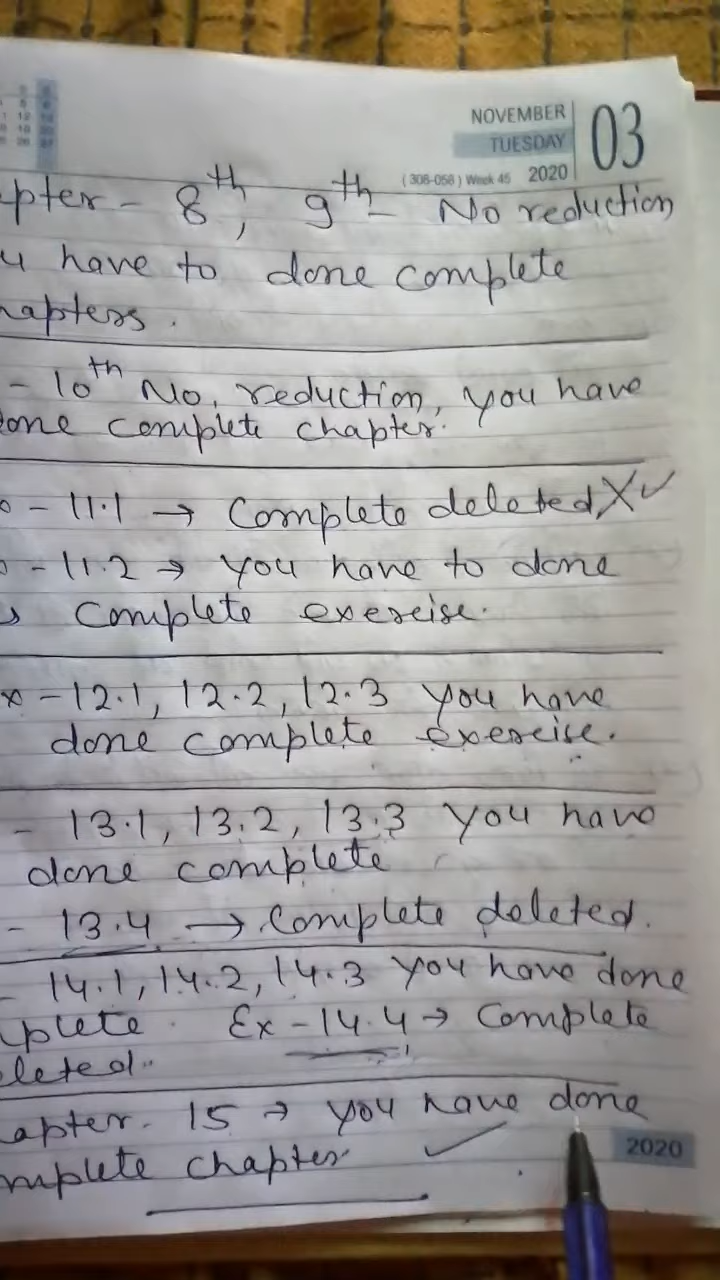 NOVEMBER 03
TUESDAY
(308-058) Week 45 2020
pter - 8th, 9th - No reduction
u have to done complete
hapters.
- 10th No, reduction, you have
one complete chapter.
- 11.1 → Complete deleted X✓
- 11.2 → you have to done
s complete exercise.
x - 12.1, 12.2, 12.3 you have
done complete exercise.
- 13.1, 13.2, 13.3 you have
done complete
- 13.4 → Complete deleted.
- 14.1, 14.2, 14.3 you have done
plete. Ex - 14.4 → Complete
leted.
apter. 15 → you have done
mplete chapter ✓
2020